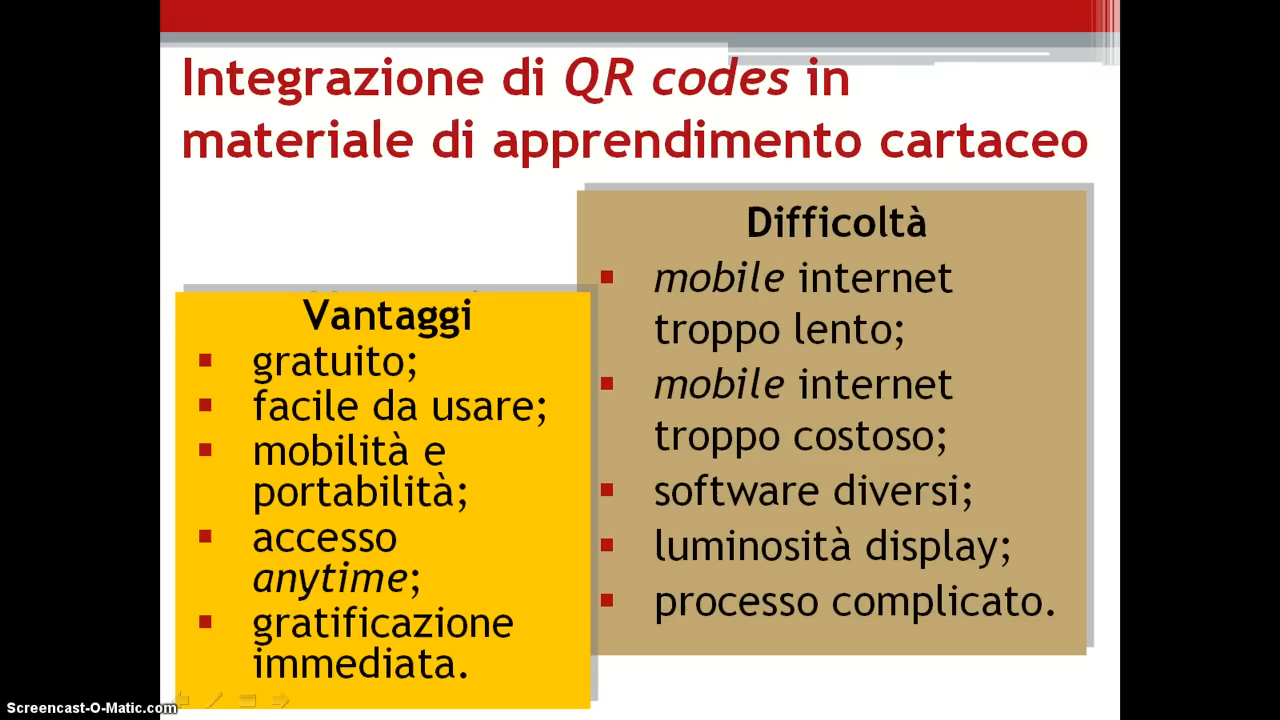 Integrazione di QR codes in
materiale di apprendimento cartaceo
Vantaggi
gratuito;
facile da usare;
mobilità e
portabilità;
accesso
anytime;
gratificazione
immediata.
Difficoltà
mobile internet
troppo lento;
mobile internet
troppo costoso;
software diversi;
luminosità display;
processo complicato.
Screencast-O-Matic.com